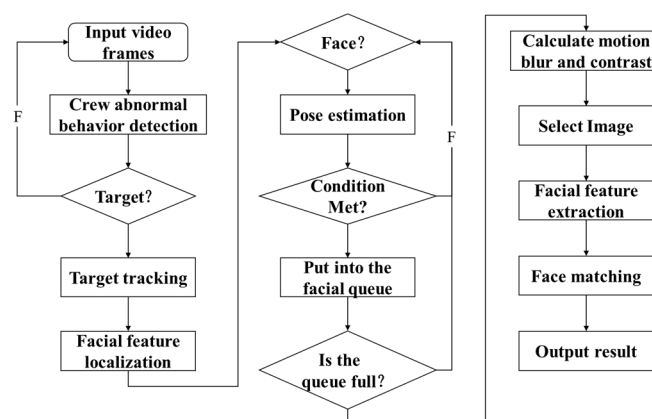 Input video
frames
Crew abnormal
behavior detection
F
Target?
Target tracking
Facial feature
localization
Face?
Pose estimation
F
Condition
Met?
Put into the
facial queue
Is the
queue full?
Calculate motion
blur and contrast
Select Image
Facial feature
extraction
Face matching
Output result